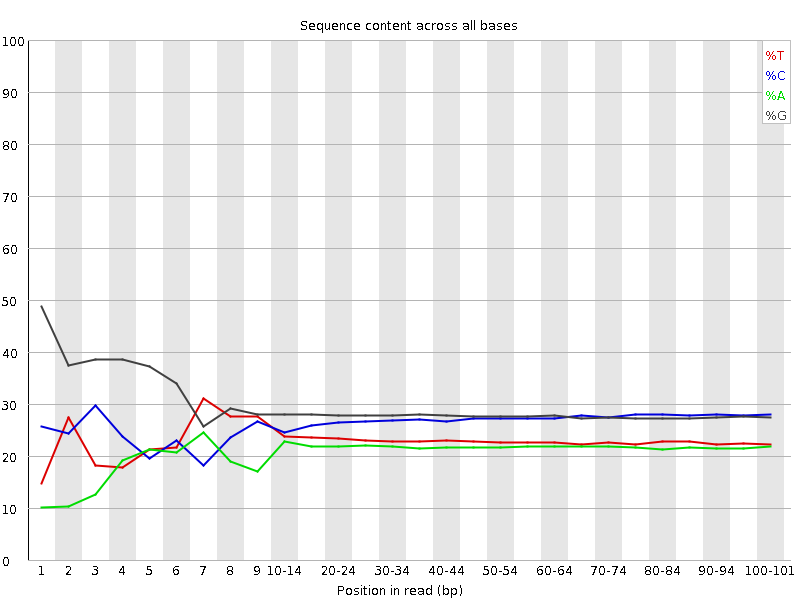 Sequence content across all bases
%T
%C
%A
%G
100
90
80
70
60
50
40
30
20
10
0
1 2 3 4 5 6 7 8 9 10-14 20-24 30-34 40-44 50-54 60-64 70-74 80-84 90-94 100-101
Position in read (bp)